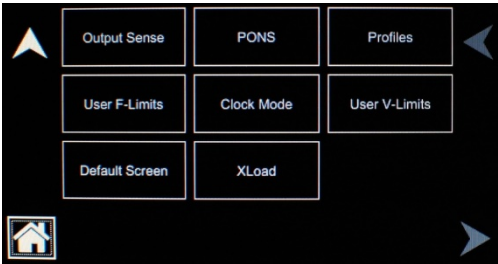 Output Sense
PONS
Profiles
User F-Limits
Clock Mode
User V-Limits
Default Screen
XLoad